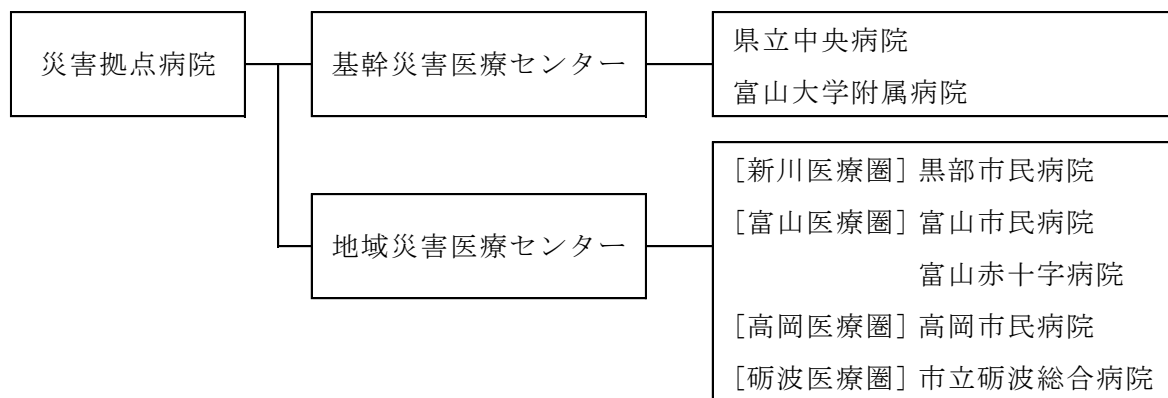 災害拠点病院
基幹災害医療センター
県立中央病院
富山大学附属病院
地域災害医療センター
[新川医療圏] 黒部市民病院
[富山医療圏] 富山市民病院
富山赤十字病院
[高岡医療圏] 高岡市民病院
[砺波医療圏] 市立砺波総合病院